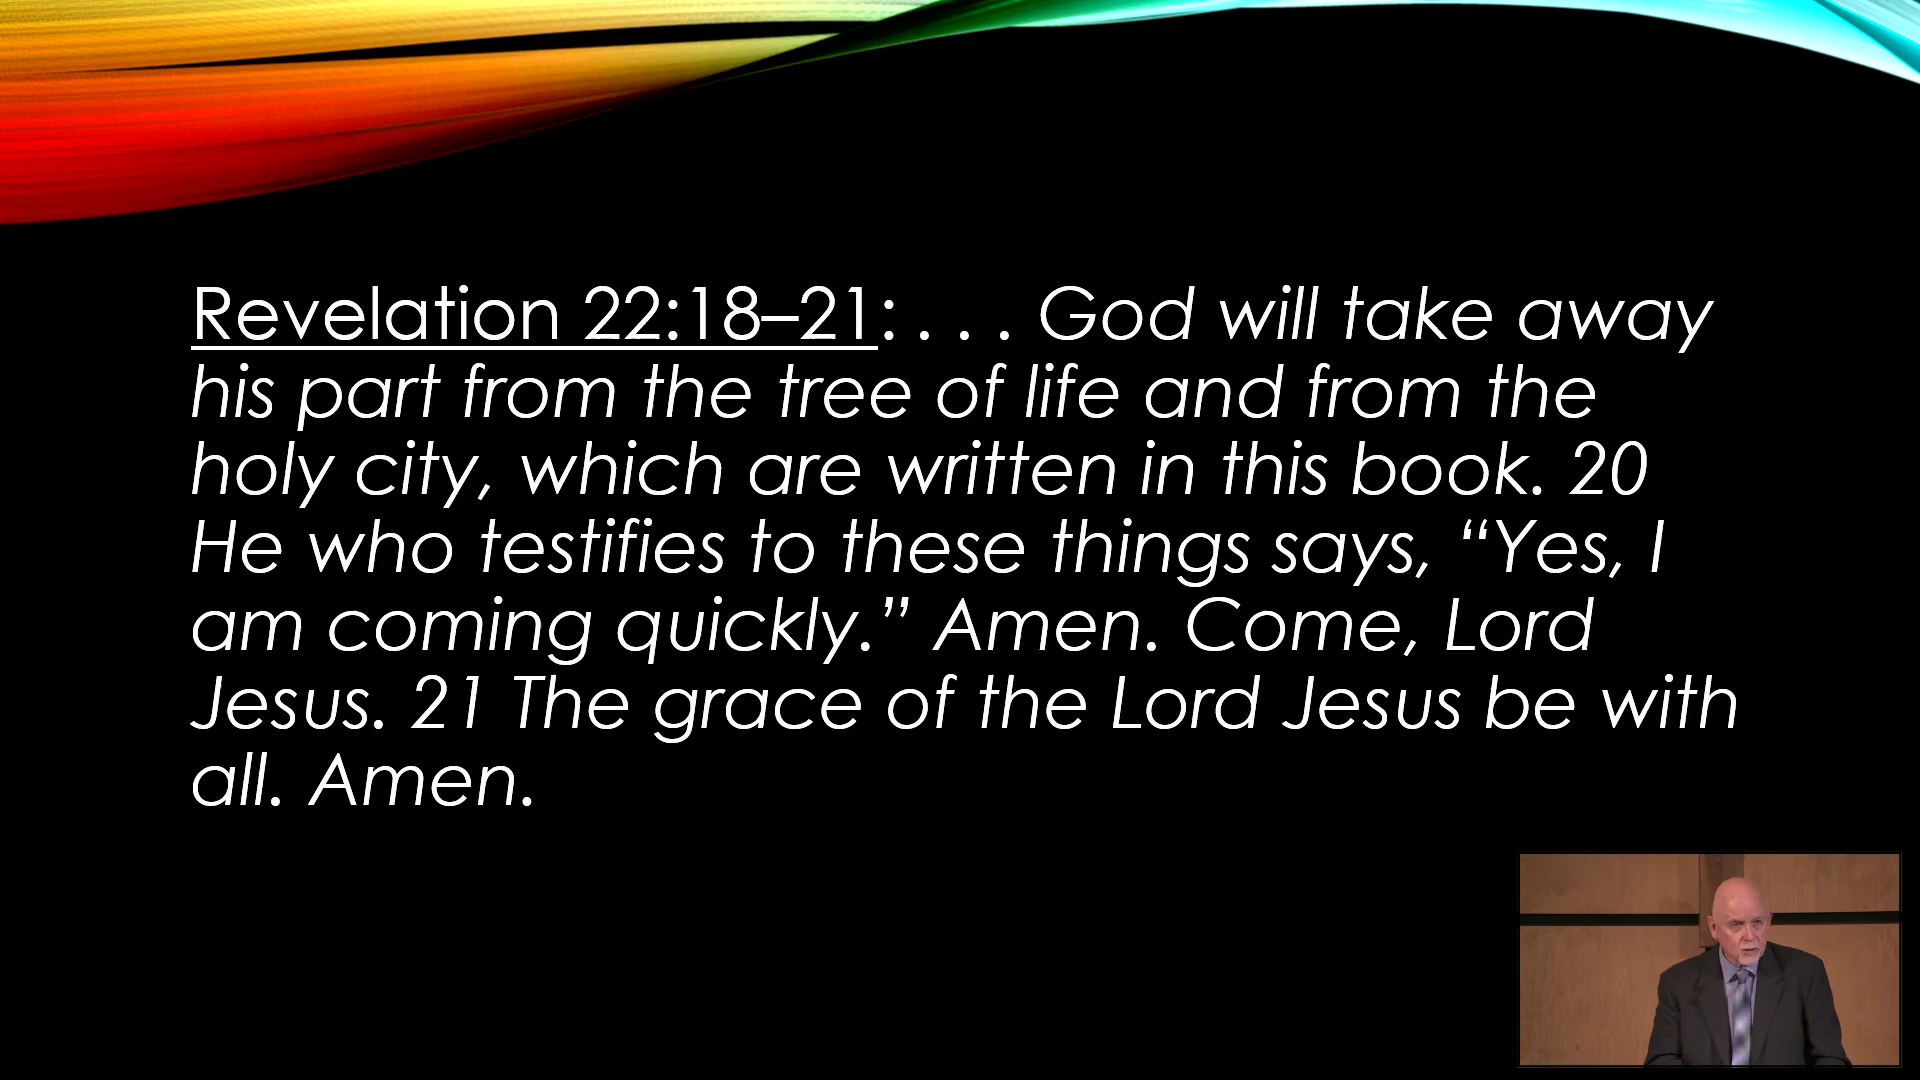 Revelation 22:18–21: . . . God will take away
his part from the tree of life and from the
holy city, which are written in this book. 20
He who testifies to these things says, “Yes, I
am coming quickly.” Amen. Come, Lord
Jesus. 21 The grace of the Lord Jesus be with
all. Amen.